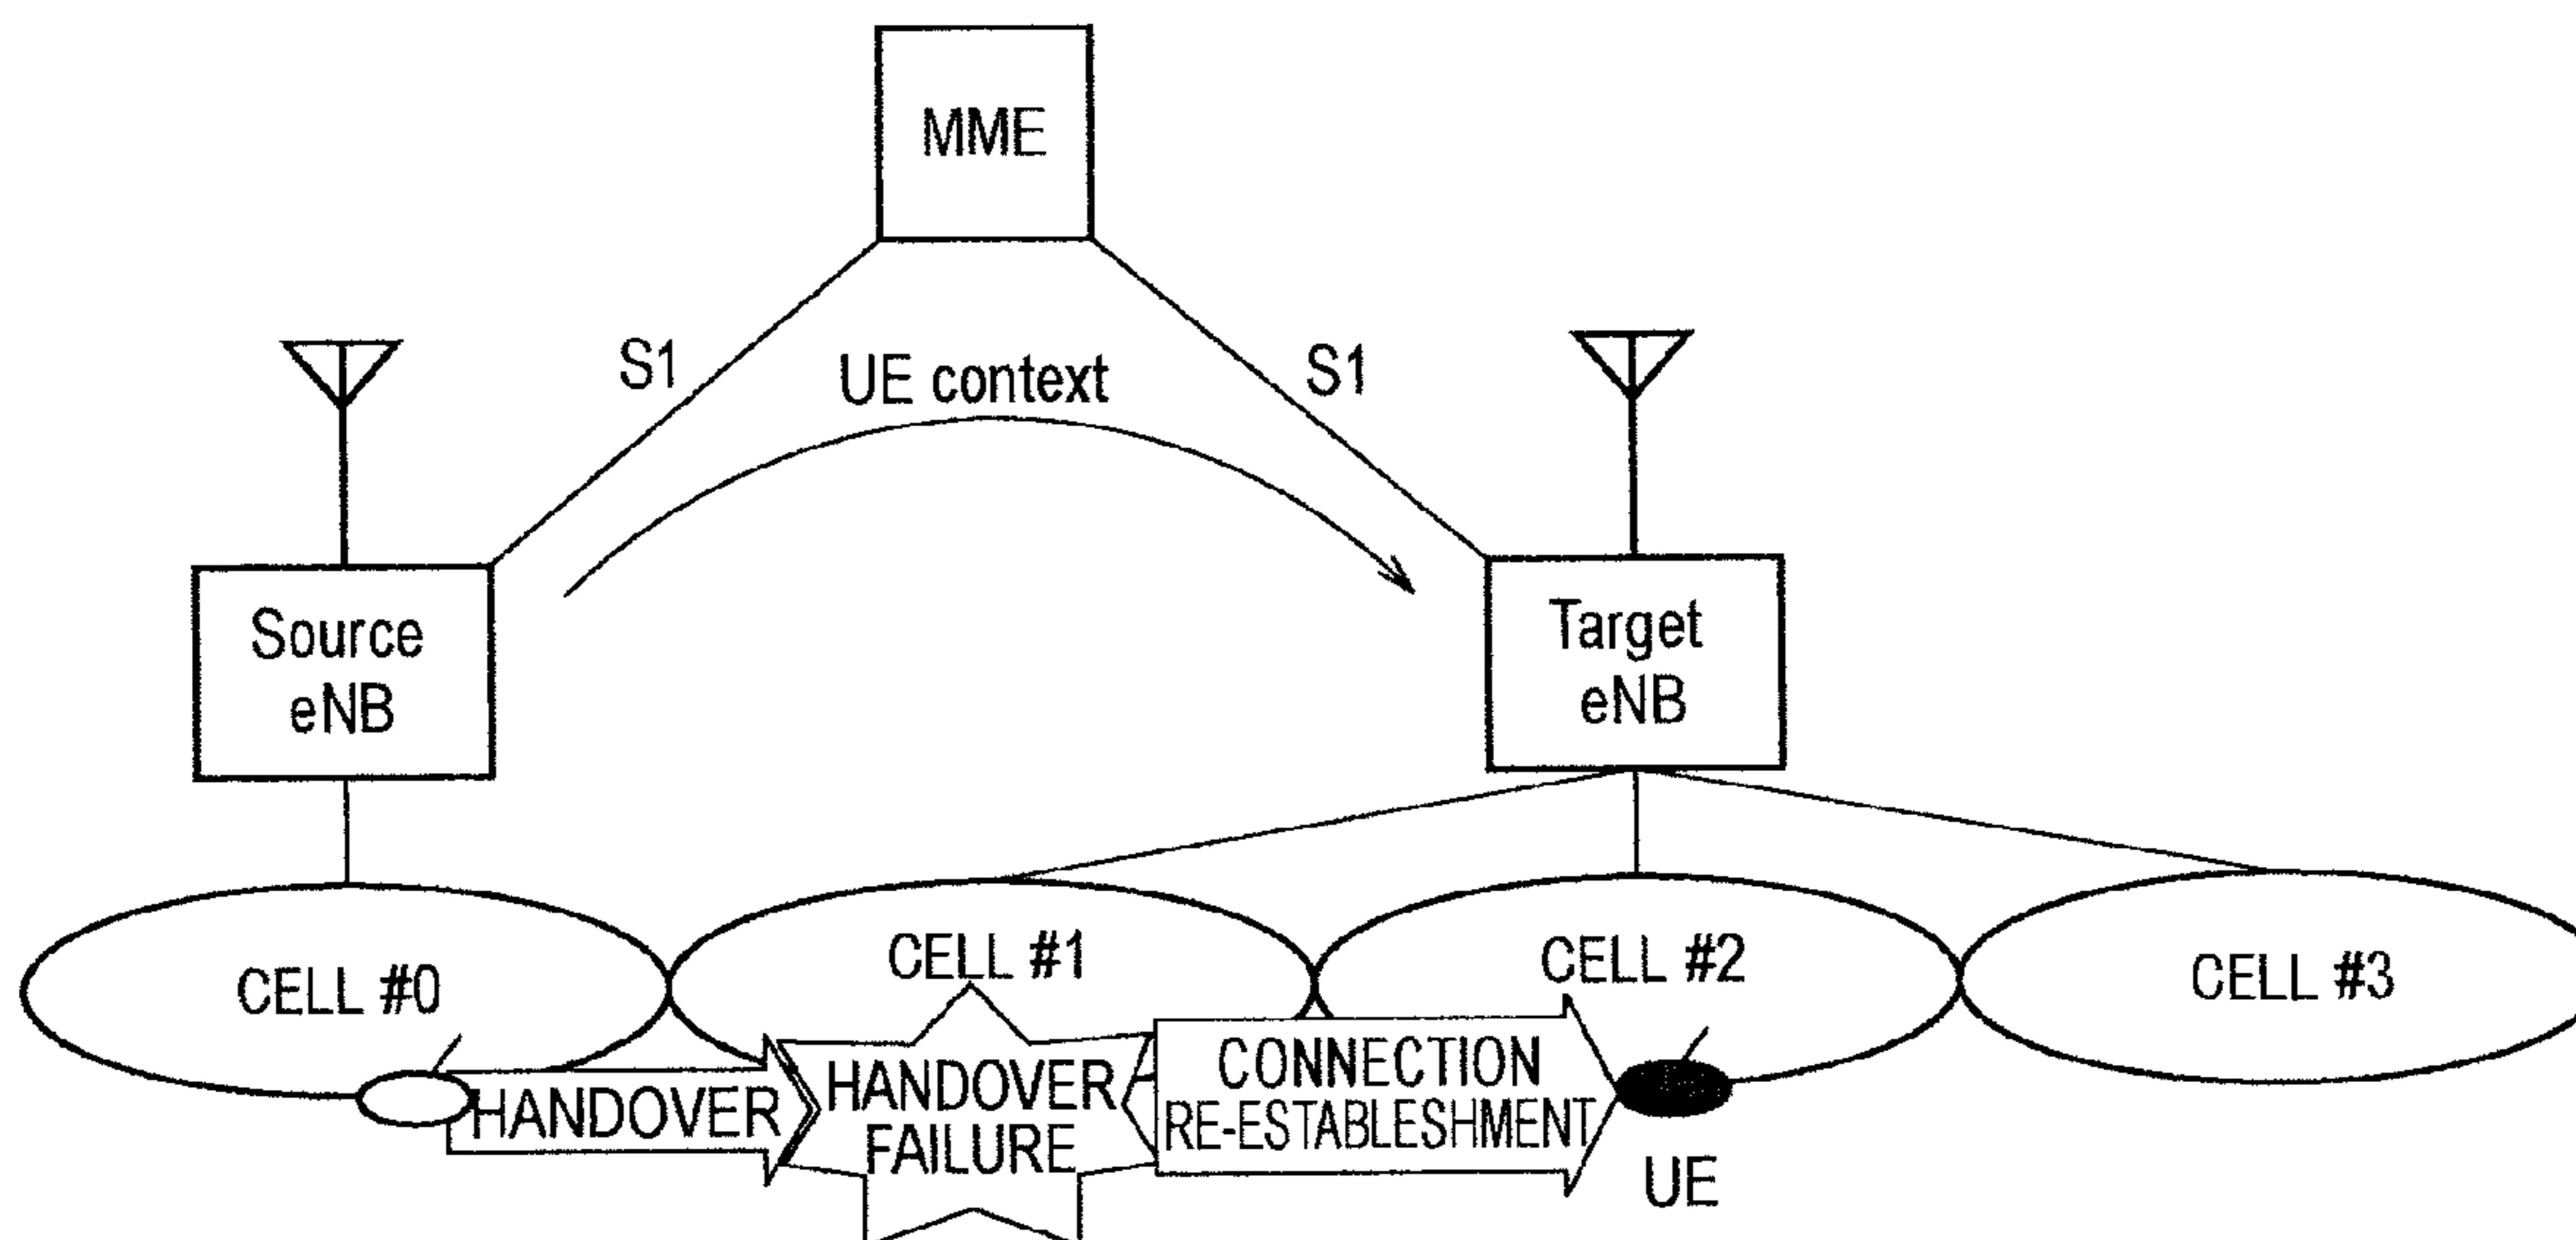 MME
S1
UE context
S1
Source
eNB
Target
eNB
CELL #0
CELL #1
CELL #2
CELL #3
HANDOVER
HANDOVER
FAILURE
CONNECTION
RE-ESTABLESHMENT
UE